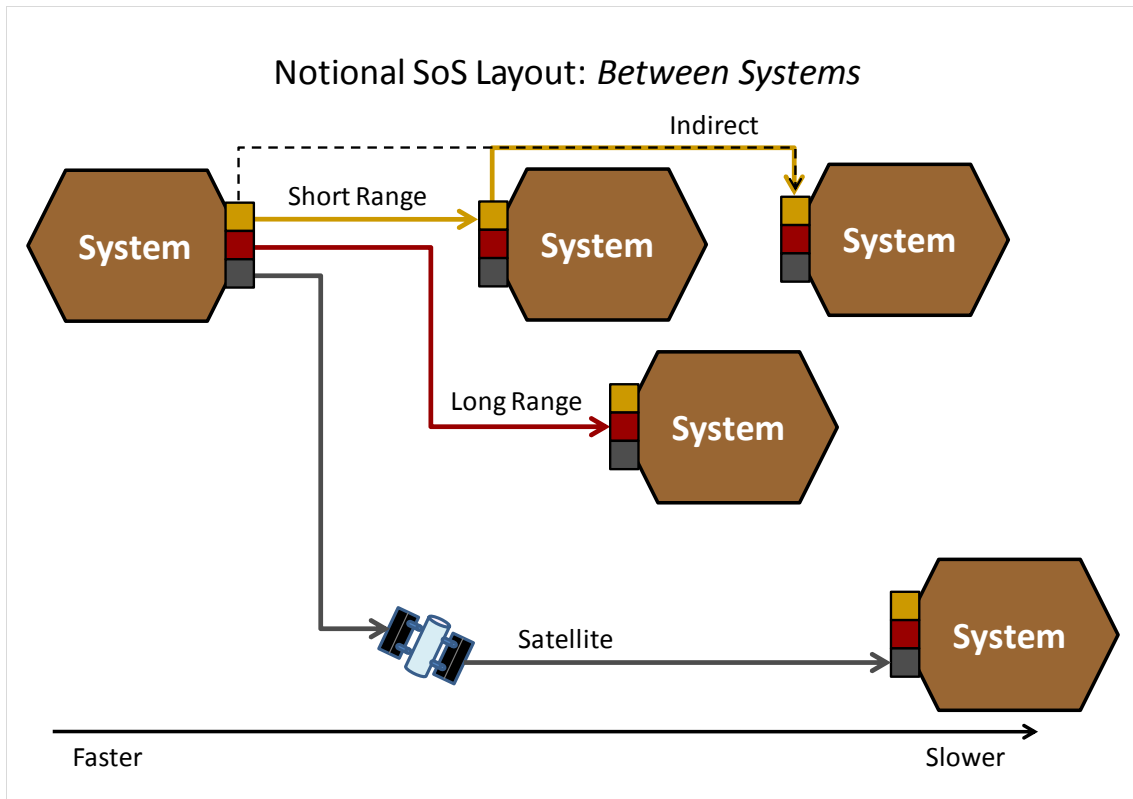 Notional SoS Layout: Between Systems
Indirect
Short Range
System
System
System
Long Range
System
Satellite
System
Faster
Slower